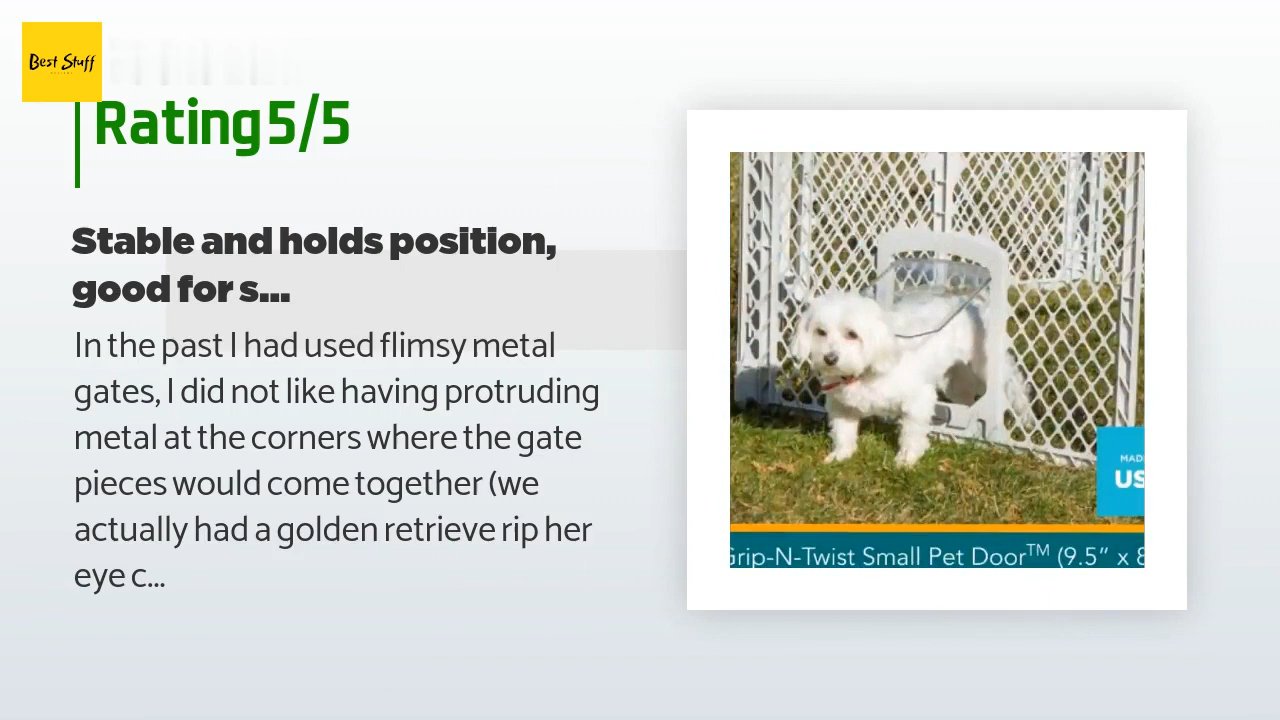 Best Stuff
Rating 5/5
Stable and holds position,
good for s...
In the past I had used flimsy metal
gates, I did not like having protruding
metal at the corners where the gate
pieces would come together (we
actually had a golden retrieve rip her
eye c...
MAD
US
Grip-N-Twist Small Pet Door™ (9.5" x 8